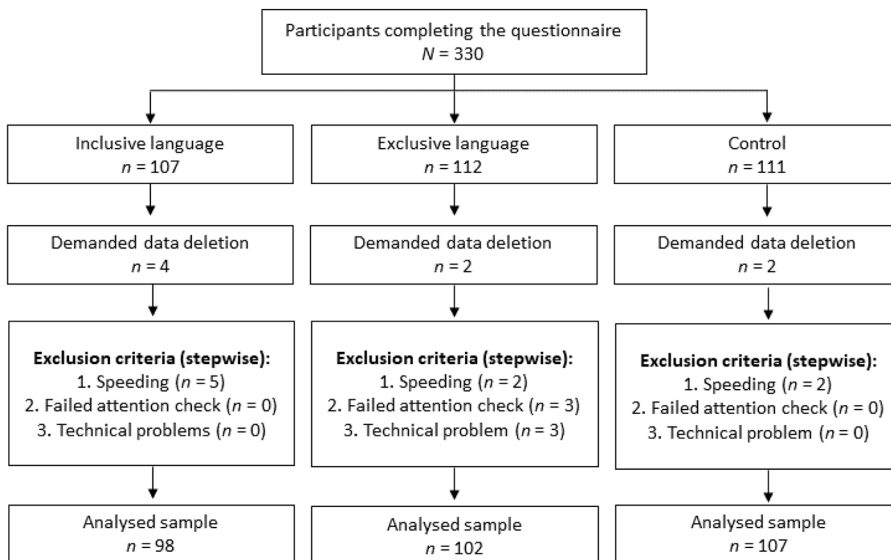 Participants completing the questionnaire
N = 330
Inclusive language
n = 107
Exclusive language
n = 112
Control
n = 111
Demanded data deletion
n = 4
Demanded data deletion
n = 2
Demanded data deletion
n = 2
Exclusion criteria (stepwise):
1. Speeding (n = 5)
2. Failed attention check (n = 0)
3. Technical problems (n = 0)
Exclusion criteria (stepwise):
1. Speeding (n = 2)
2. Failed attention check (n = 3)
3. Technical problem (n = 3)
Exclusion criteria (stepwise):
1. Speeding (n = 2)
2. Failed attention check (n = 0)
3. Technical problem (n = 0)
Analysed sample
n = 98
Analysed sample
n = 102
Analysed sample
n = 107